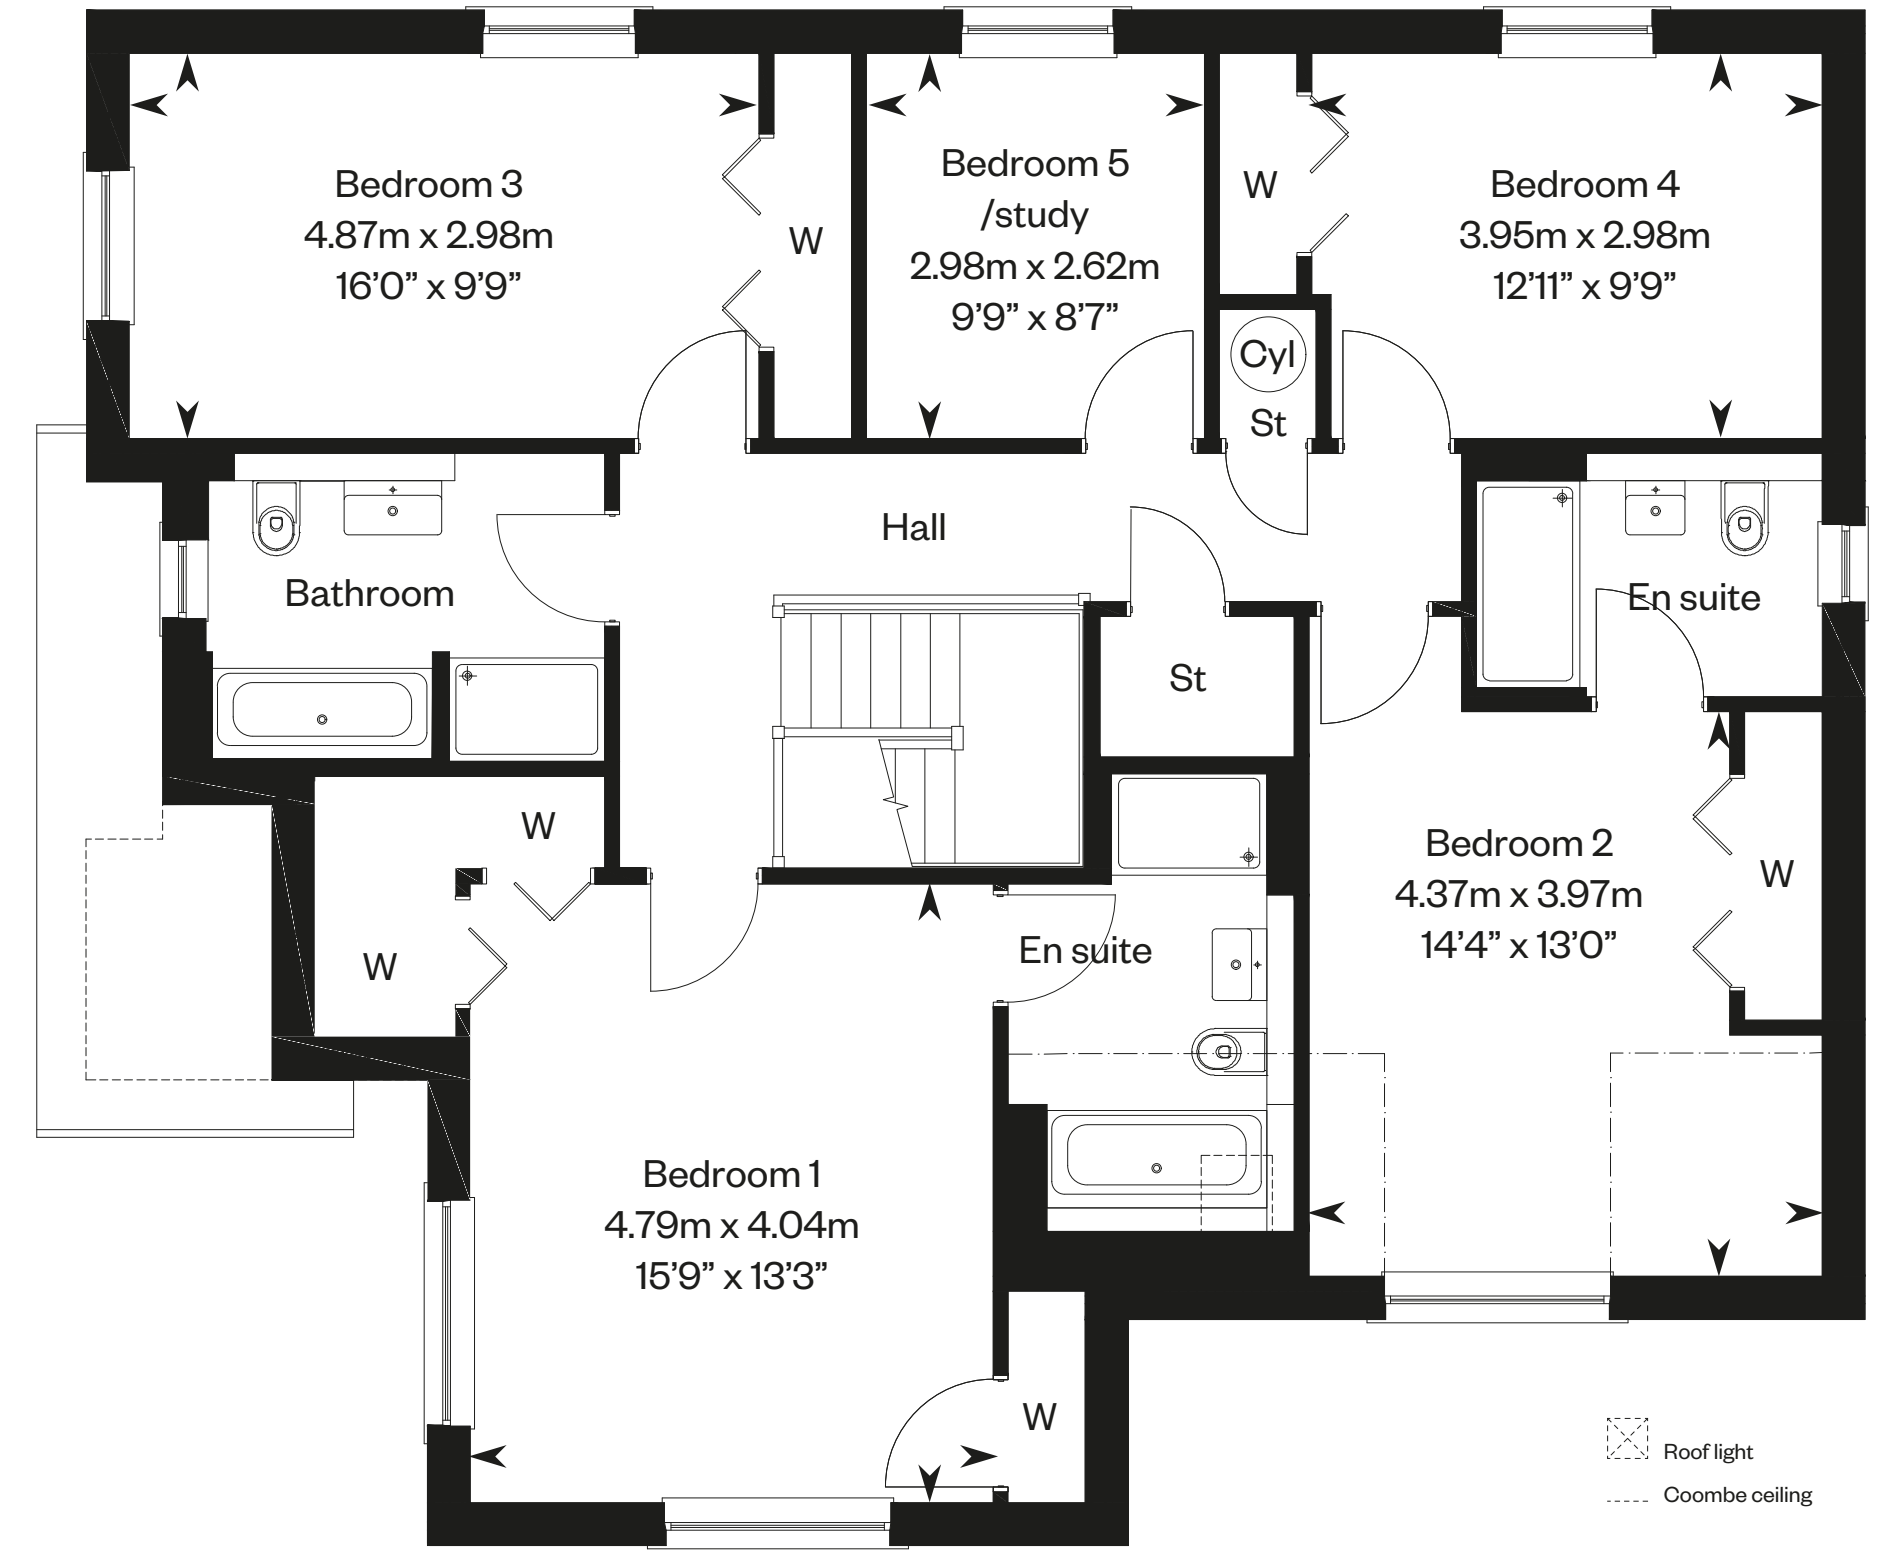 Bedroom 3
4.87m x 2.98m
16’0” x 9’9”
W
Bedroom 5
/study
2.98m x 2.62m
9’9” x 8’7”
W
Bedroom 4
3.95m x 2.98m
12’11” x 9’9”
Cyl
St
Hall
Bathroom
En suite
St
W
W
Bedroom 2
4.37m x 3.97m
14’4” x 13’0”
W
En suite
Bedroom 1
4.79m x 4.04m
15’9” x 13’3”
W
Roof light
Coombe ceiling